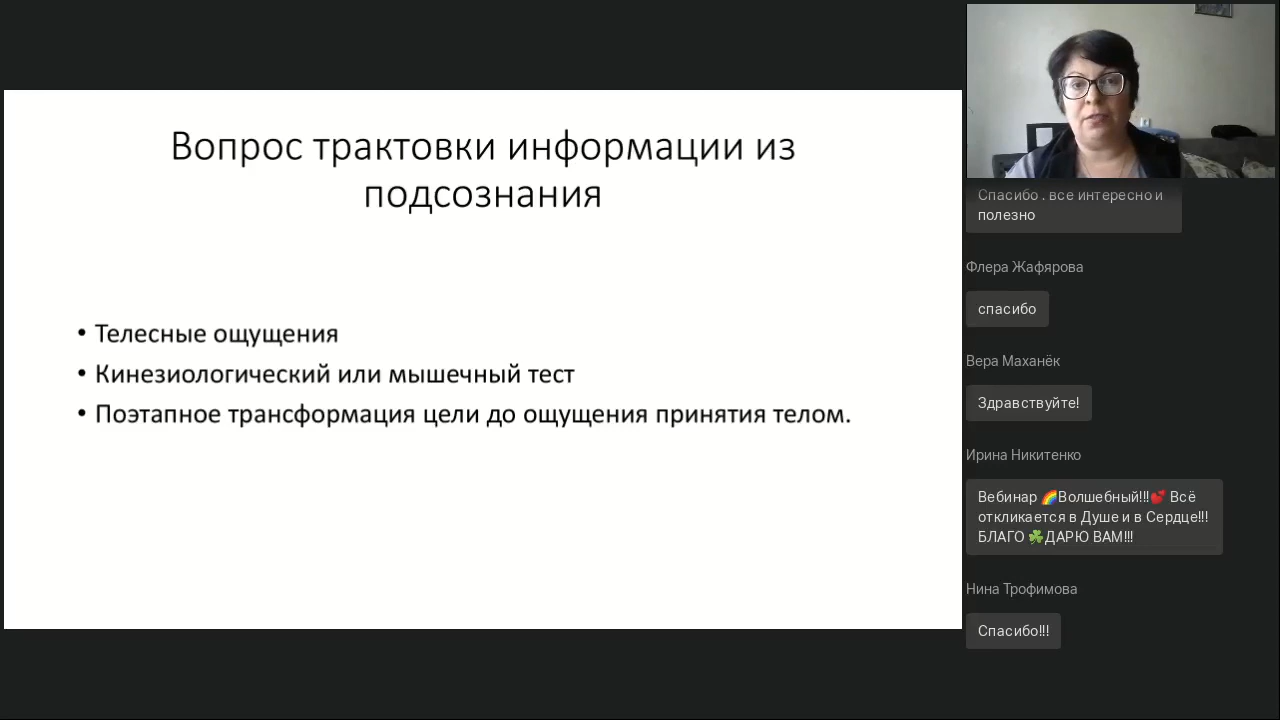 Вопрос трактовки информации из
подсознания
• Телесные ощущения
• Кинезиологический или мышечный тест
• Поэтапное трансформация цели до ощущения принятия телом.
Спасибо . все интересно и
полезно
Флера Жафярова
спасибо
Вера Маханёк
Здравствуйте!
Ирина Никитенко
Вебинар 🌈Волшебный!!!💕 Всё
откликается в Душе и в Сердце!!!
БЛАГО ☘️ДАРЮ ВАМ!!!
Нина Трофимова
Спасибо!!!